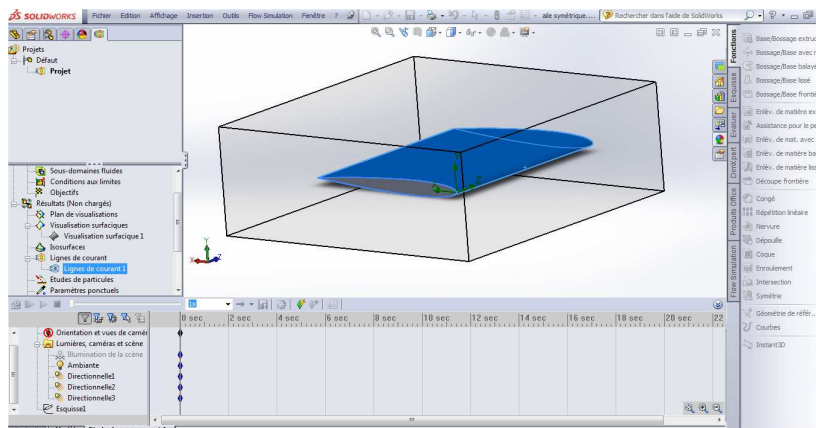 SOLIDWORKS Fichier Edition Affichage Insertion Outils Flow Simulation Fenêtre ? aile symétrique.... Rechercher dans l'aide de SolidWorks
Projets
Défaut
Projet
Sous-domaines fluides
Conditions aux limites
Objectifs
Résultats (Non chargés)
Plan de visualisations
Visualisation surfaciques
Visualisation surfacique 1
Isosurfaces
Lignes de courant
Lignes de courant 1
Etudes de particules
Paramètres ponctuels
Y
X Z
Fonctions
Esquisse
Evaluer
DimXpert
Produits Office
Flow Simulation
Base/Bossage extruc
Bossage/Base avec r
Bossage/Base balaye
Bossage/Base lissé
Bossage/Base frontiè
Enlèv. de matière ex
Assistance pour le pe
Enlèv. de mat. avec
Enlèv. de matière ba
Enlèv. de matière lis
Découpe frontière
Congé
Répétition linéaire
Nervure
Dépouille
Coque
Enroulement
Intersection
Symétrie
Géométrie de référ...
Courbes
Instant3D
1x
0 sec 2 sec 4 sec 6 sec 8 sec 10 sec 12 sec 14 sec 16 sec 18 sec 20 sec 22
Orientation et vues de camér
Lumières, caméras et scène
Illumination de la scène
Ambiante
Directionnelle1
Directionnelle2
Directionnelle3
Esquisse1